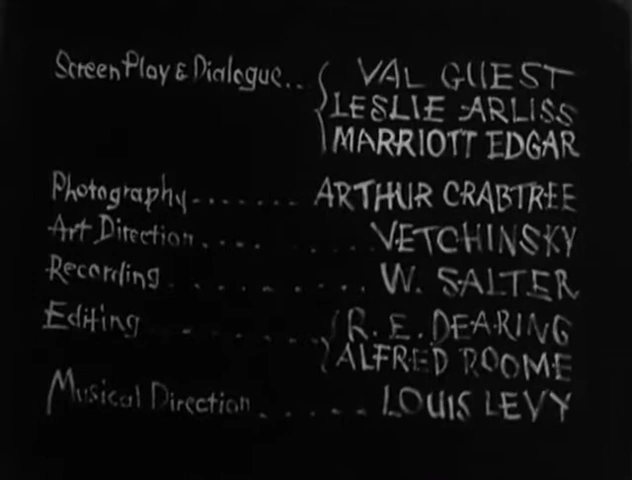 Screen Play & Dialogue.. VAL GUEST
LESLIE ARLISS
MARRIOTT EDGAR
Photography....... ARTHUR CRABTREE
Art Direction........ VETCHINSKY
Recording......... W. SALTER
Editing...... R. E. DEARING
ALFRED ROOME
Musical Direction...... LOUIS LEVY